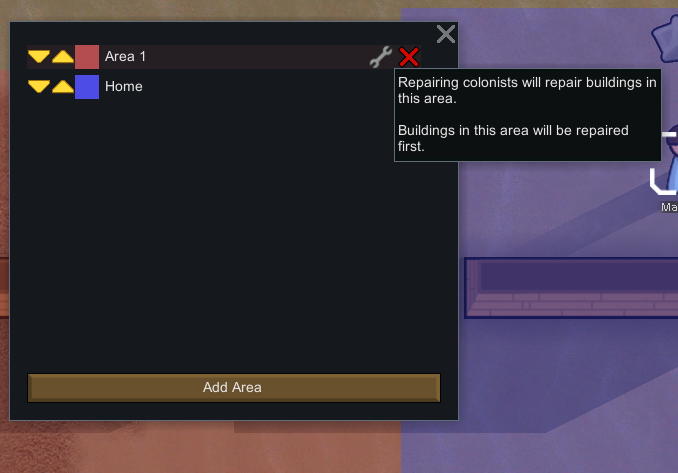 Area 1
Home
Repairing colonists will repair buildings in
this area.
Buildings in this area will be repaired
first.
Ma
Add Area